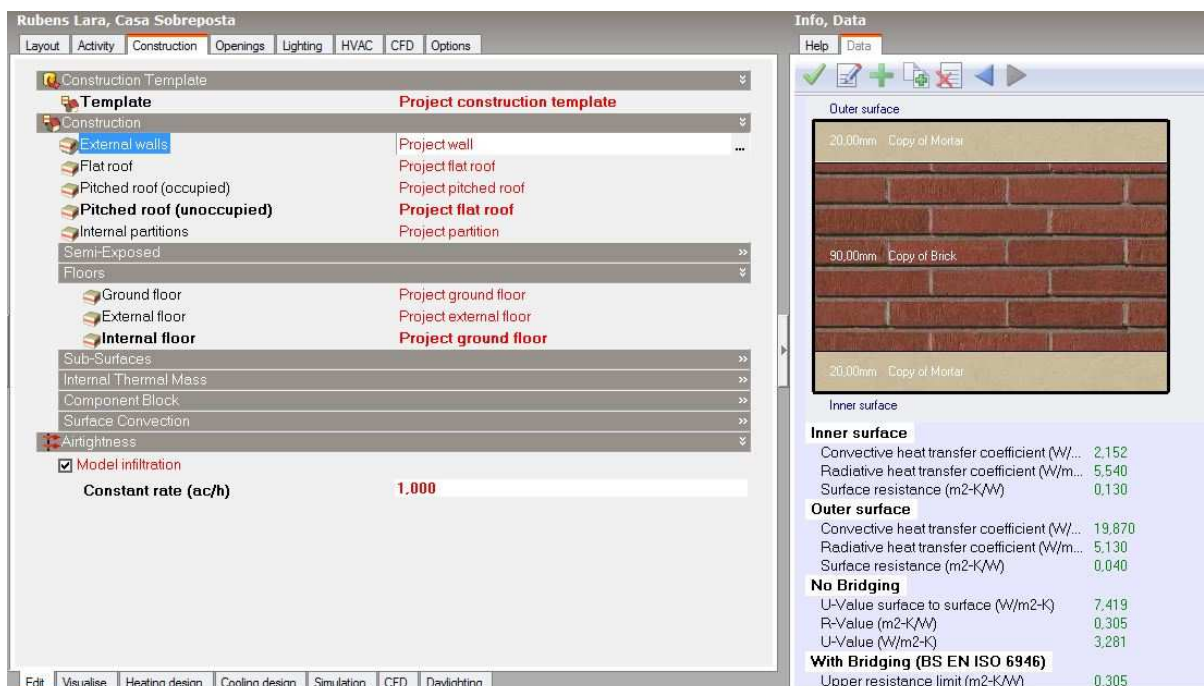 Rubens Lara, Casa Sobreposta
Layout Activity Construction Openings Lighting HVAC CFD Options
Construction Template
Template Project construction template
Construction
External walls Project wall ...
Flat roof Project flat roof
Pitched roof (occupied) Project pitched roof
Pitched roof (unoccupied) Project flat roof
Internal partitions Project partition
Semi-Exposed
Floors
Ground floor Project ground floor
External floor Project external floor
Internal floor Project ground floor
Sub-Surfaces
Internal Thermal Mass
Component Block
Surface Convection
Airtightness
Model infiltration
Constant rate (ac/h) 1,000
Edit Visualise Heating design Cooling design Simulation CFD Daylighting
Info, Data
Help Data
Outer surface
20,00mm Copy of Mortar
90,00mm Copy of Brick
20,00mm Copy of Mortar
Inner surface
Inner surface
Convective heat transfer coefficient (W/... 2,152
Radiative heat transfer coefficient (W/m... 5,540
Surface resistance (m2-K/W) 0,130
Outer surface
Convective heat transfer coefficient (W/... 19,870
Radiative heat transfer coefficient (W/m... 5,130
Surface resistance (m2-K/W) 0,040
No Bridging
U-Value surface to surface (W/m2-K) 7,419
R-Value (m2-K/W) 0,305
U-Value (W/m2-K) 3,281
With Bridging (BS EN ISO 6946)
Upper resistance limit (m2-K/W) 0,305